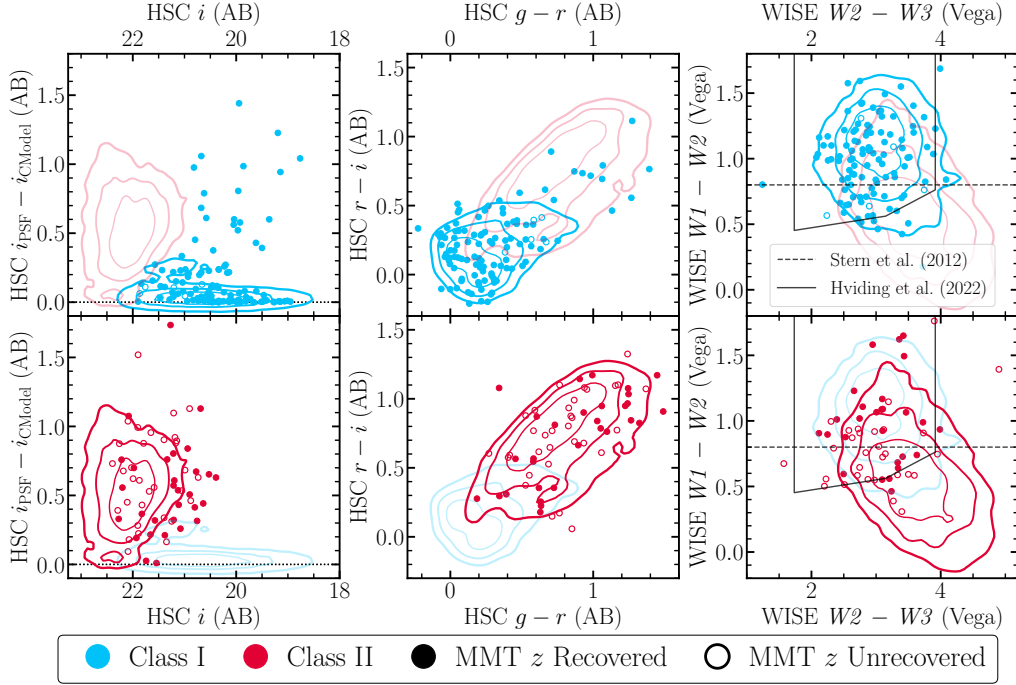 HSC i (AB)
HSC g − r (AB)
WISE W2 − W3 (Vega)
22 20 18
0 1
2 4
HSC iPSF − iCModel (AB)
1.5
1.0
0.5
0.0
HSC r − i (AB)
1.5
1.0
0.5
0.0
WISE W1 − W2 (Vega)
1.5
1.0
0.5
0.0
Stern et al. (2012)
Hviding et al. (2022)
HSC iPSF − iCModel (AB)
1.5
1.0
0.5
0.0
HSC r − i (AB)
1.5
1.0
0.5
0.0
WISE W1 − W2 (Vega)
1.5
1.0
0.5
0.0
22 20 18
0 1
2 4
HSC i (AB)
HSC g − r (AB)
WISE W2 − W3 (Vega)
Class I Class II MMT z Recovered MMT z Unrecovered